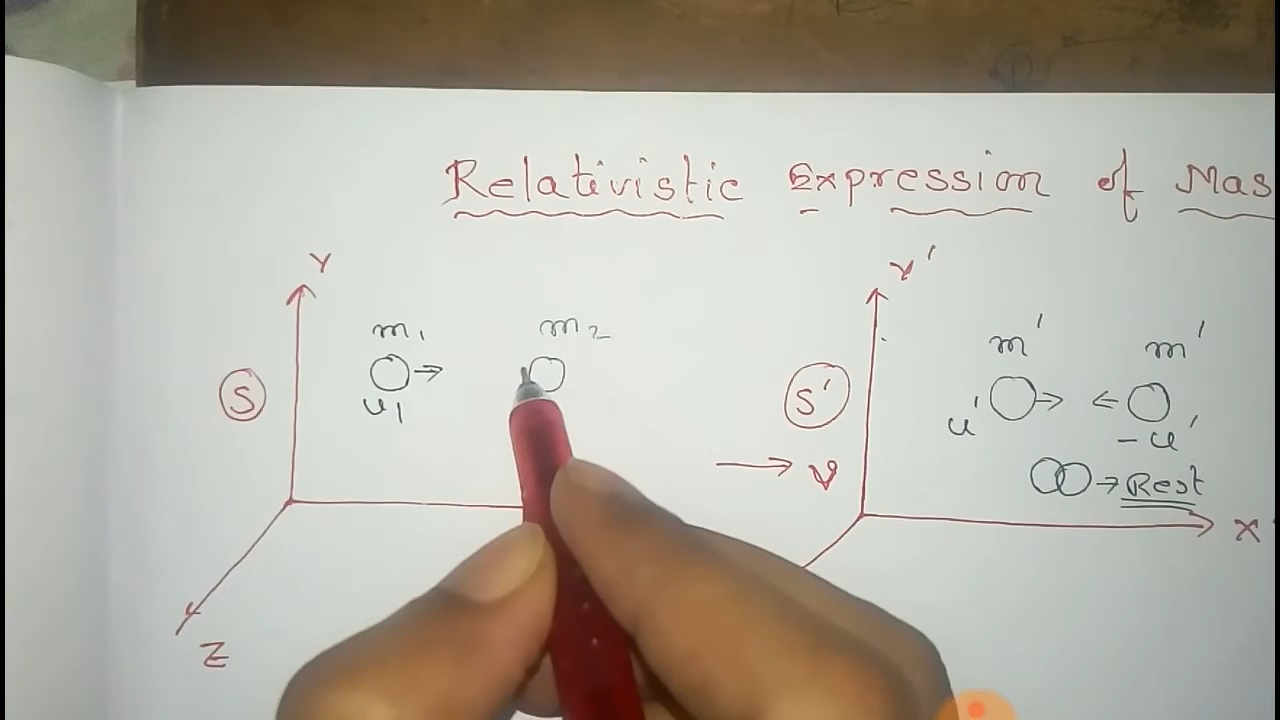 Relativistic Expression of Mas
Y
Y'
m₁
m₂
m'
m'
S
S'
u₁
u'
-u'
→ v
→ Rest
X
Z